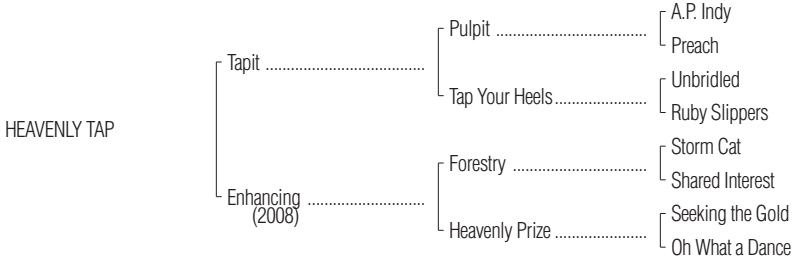 A.P. Indy
Pulpit ....................................
Preach
Tapit ......................................
Unbridled
Tap Your Heels......................
Ruby Slippers
HEAVENLY TAP
Storm Cat
Forestry ................................
Shared Interest
Enhancing ............................
(2008)
Seeking the Gold
Heavenly Prize ......................
Oh What a Dance